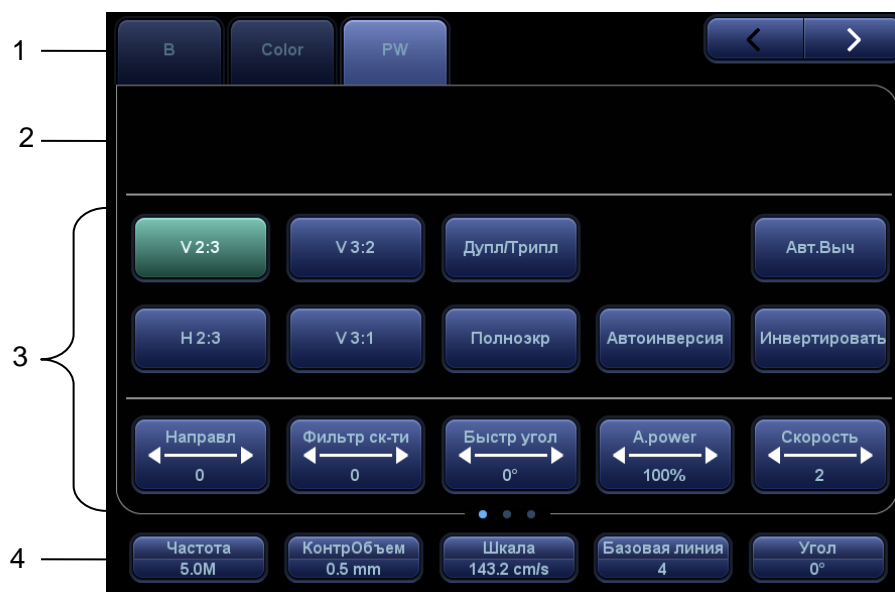 1
B Color PW
2
3
V 2:3 V 3:2 Дупл/Трипл Авт.Выч
H 2:3 V 3:1 Полноэкр Автоинверсия Инвертировать
Направл Фильтр ск-ти Быстр угол A.power Скорость
0 0 0° 100% 2
4
Частота КонтрОбъем Шкала Базовая линия Угол
5.0M 0.5 mm 143.2 cm/s 4 0°